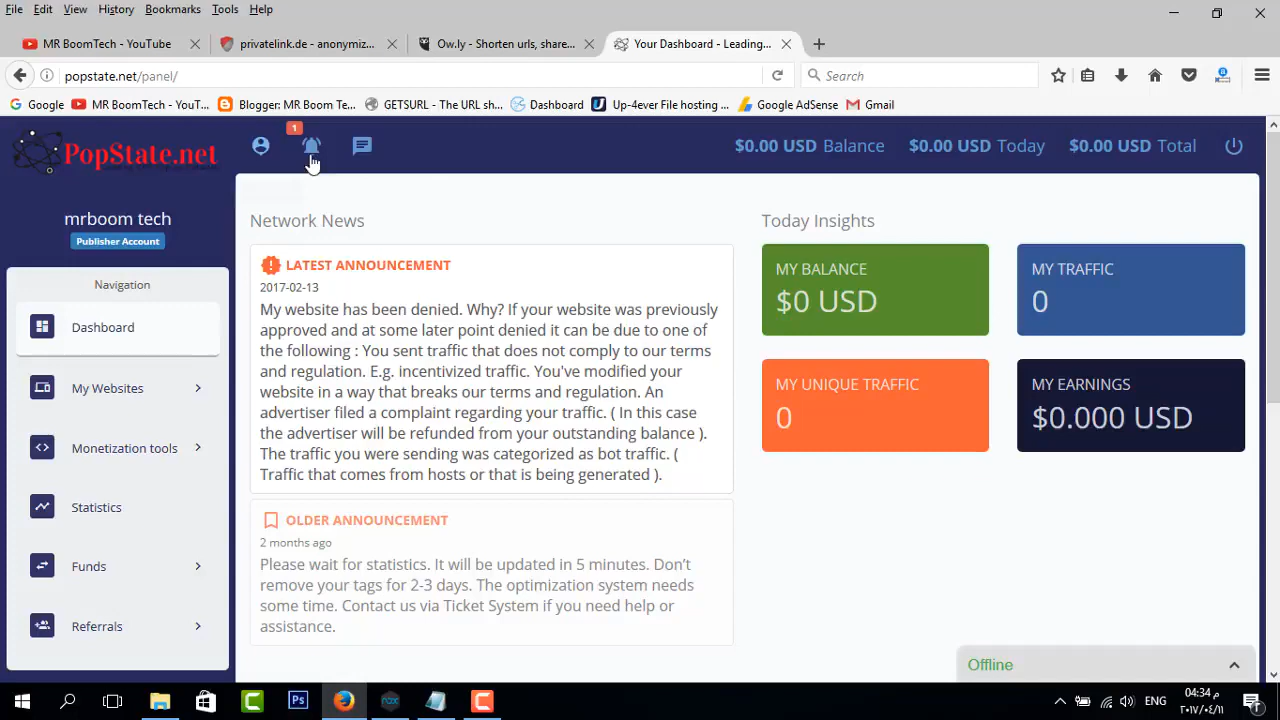 File Edit View History Bookmarks Tools Help
MR BoomTech - YouTube
privatelink.de - anonymiz...
Ow.ly - Shorten urls, share...
Your Dashboard - Leading...
popstate.net/panel/
Search
Google
MR BoomTech - YouT...
Blogger: MR Boom Te...
GETSURL - The URL sh...
Dashboard
Up-4ever File hosting ...
Google AdSense
Gmail
PopState.net
1
$0.00 USD Balance
$0.00 USD Today
$0.00 USD Total
mrboom tech
Publisher Account
Navigation
Dashboard
My Websites
Monetization tools
Statistics
Funds
Referrals
Network News
LATEST ANNOUNCEMENT
2017-02-13
My website has been denied. Why? If your website was previously
approved and at some later point denied it can be due to one of
the following : You sent traffic that does not comply to our terms
and regulation. E.g. incentivized traffic. You've modified your
website in a way that breaks our terms and regulation. An
advertiser filed a complaint regarding your traffic. ( In this case
the advertiser will be refunded from your outstanding balance ).
The traffic you were sending was categorized as bot traffic. (
Traffic that comes from hosts or that is being generated ).
OLDER ANNOUNCEMENT
2 months ago
Please wait for statistics. It will be updated in 5 minutes. Don't
remove your tags for 2-3 days. The optimization system needs
some time. Contact us via Ticket System if you need help or
assistance.
Today Insights
MY BALANCE
$0 USD
MY TRAFFIC
0
MY UNIQUE TRAFFIC
0
MY EARNINGS
$0.000 USD
Offline
Ps
ENG
04:34 م